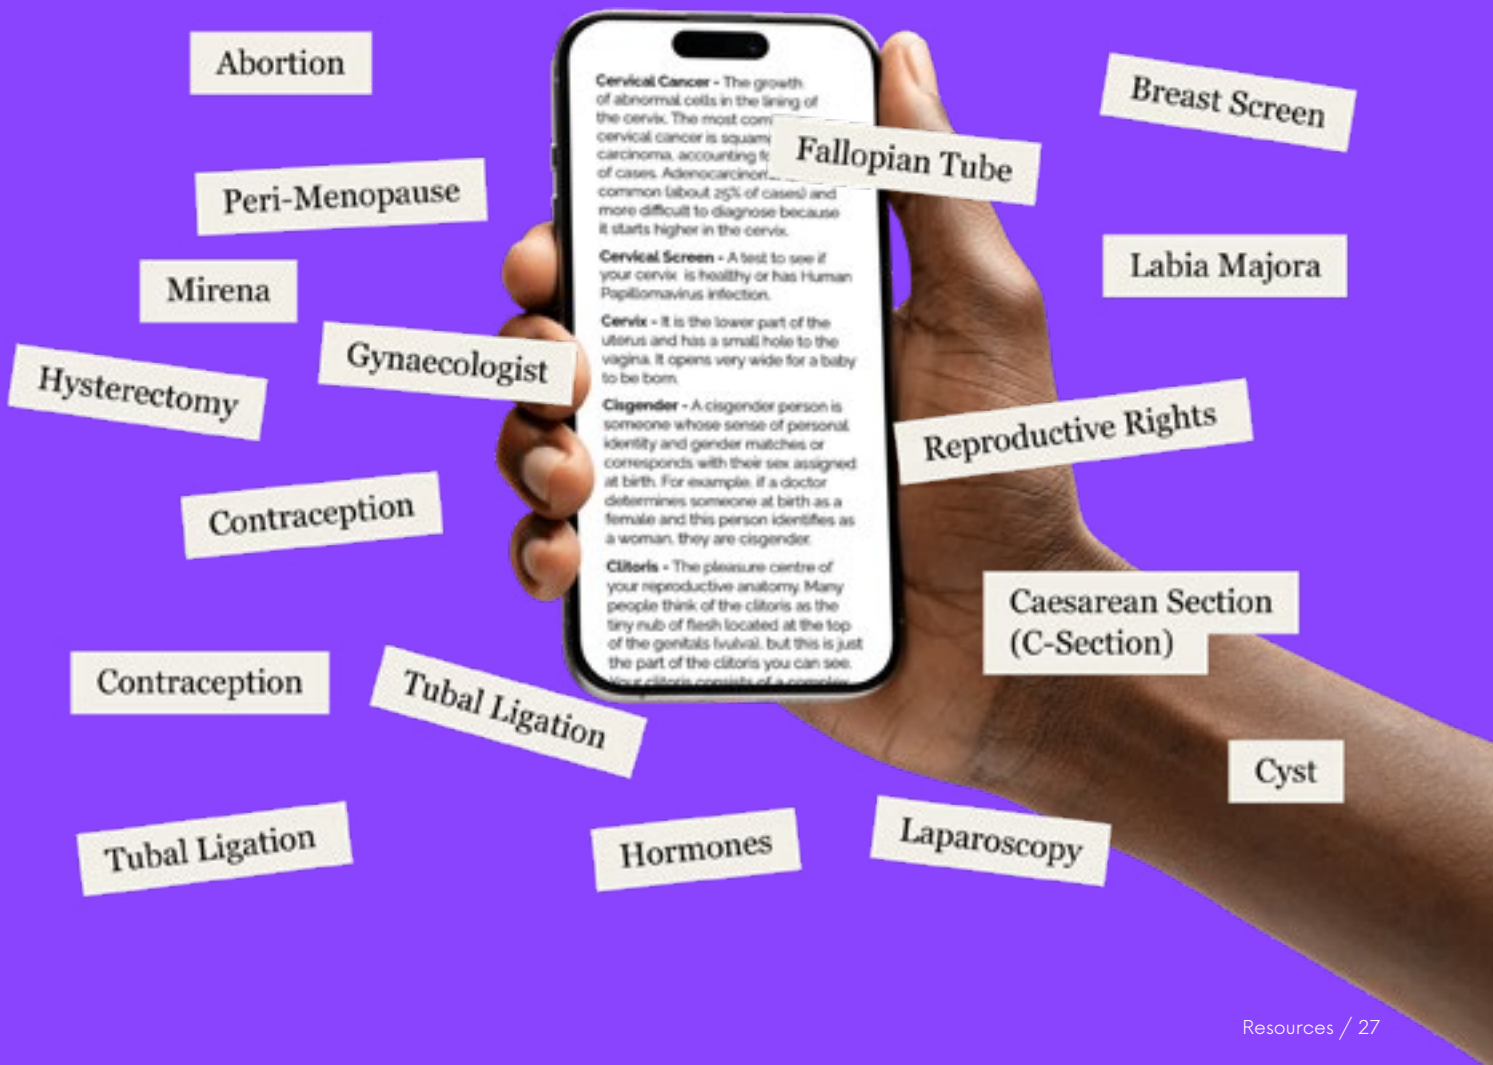 Abortion
Peri-Menopause
Mirena
Hysterectomy
Gynaecologist
Contraception
Contraception
Tubal Ligation
Tubal Ligation
Cervical Cancer - The growth
of abnormal cells in the lining of
the cervix. The most
cervical cancer is
carcinoma, accounting
of cases.
common (about 25% of cases) and
more difficult to diagnose because
it starts higher in the cervix.
Cervical Screen - A test to see if
your cervix is healthy or has Human
Papillomavirus infection.
Cervix - It is the lower part of the
uterus and has a small hole to the
vagina. It opens very wide for a baby
to be born.
Cisgender - A cisgender person is
someone whose sense of personal
identity and gender matches or
corresponds with their sex assigned
at birth. For example, if a doctor
determines someone at birth as a
female and this person identifies as
a woman, they are cisgender.
Clitoris - The pleasure centre of
your reproductive anatomy. Many
people think of the clitoris as the
tiny nub of flesh located at the top
of the genitals (vulva), but this is just
the part of the clitoris you can see.
Your clitoris consists of a complex
Fallopian Tube
Breast Screen
Labia Majora
Reproductive Rights
Caesarean Section
(C-Section)
Cyst
Hormones
Laparoscopy
Resources / 27